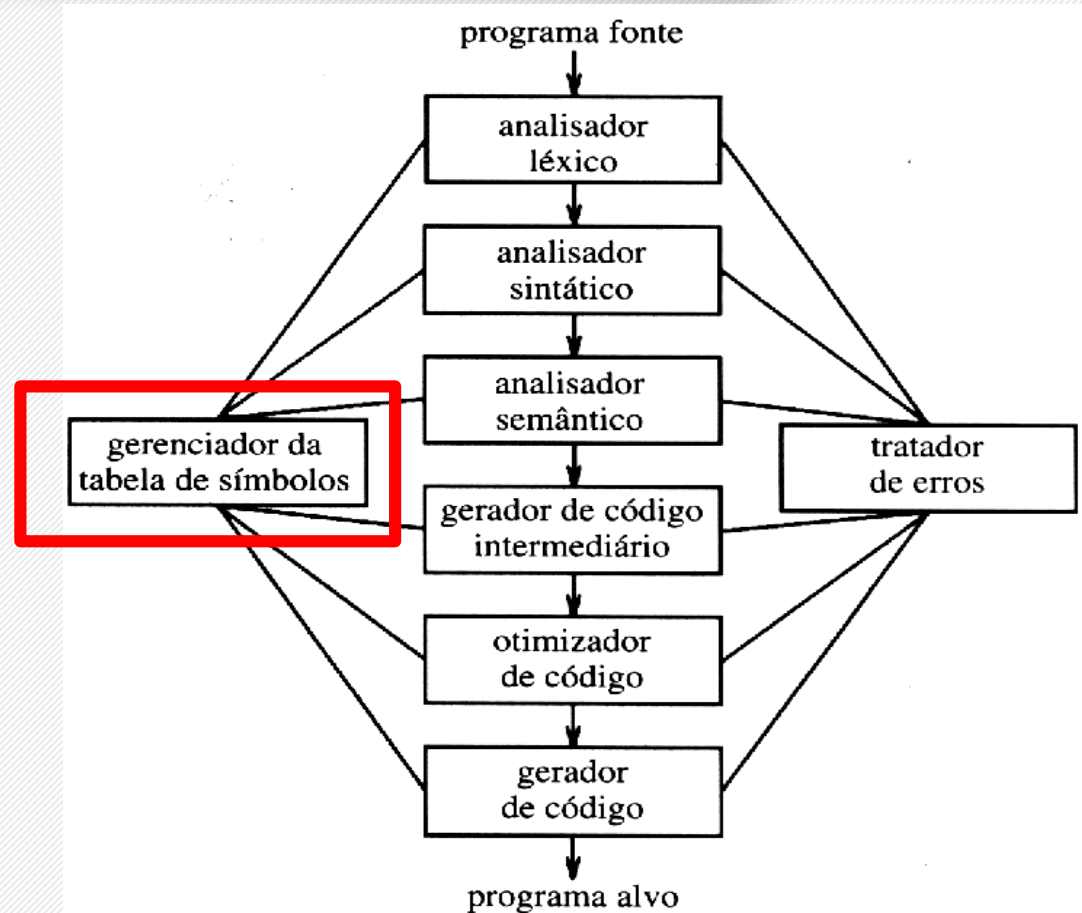 programa fonte
analisador
léxico
analisador
sintático
analisador
semântico
gerenciador da
tabela de símbolos
tratador
de erros
gerador de código
intermediário
otimizador
de código
gerador
de código
programa alvo